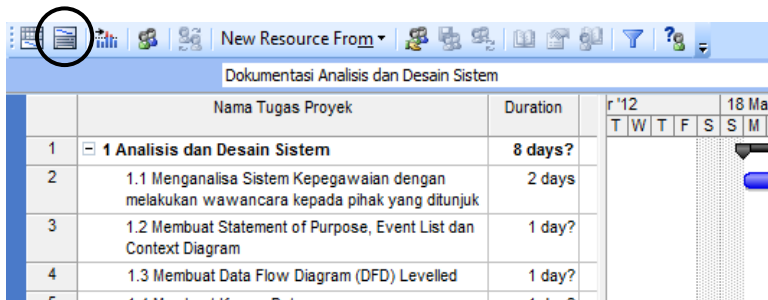 New Resource From
Dokumentasi Analisis dan Desain Sistem
Nama Tugas Proyek Duration r '12 18 Ma
T W T F S S M
1 1 Analisis dan Desain Sistem 8 days?
2 1.1 Menganalisa Sistem Kepegawaian dengan 2 days
melakukan wawancara kepada pihak yang ditunjuk
3 1.2 Membuat Statement of Purpose, Event List dan 1 day?
Context Diagram
4 1.3 Membuat Data Flow Diagram (DFD) Levelled 1 day?